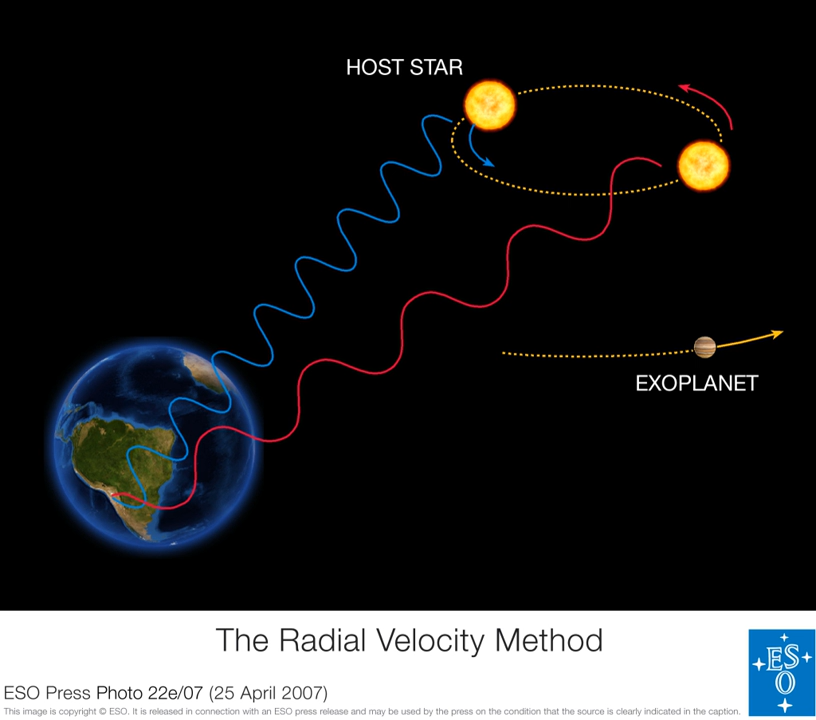 HOST STAR
EXOPLANET
The Radial Velocity Method
ESO Press Photo 22e/07 (25 April 2007)
This image is copyright © ESO. It is released in connection with an ESO press release and may be used by the press on the condition that the source is clearly indicated in the caption.
ES
O